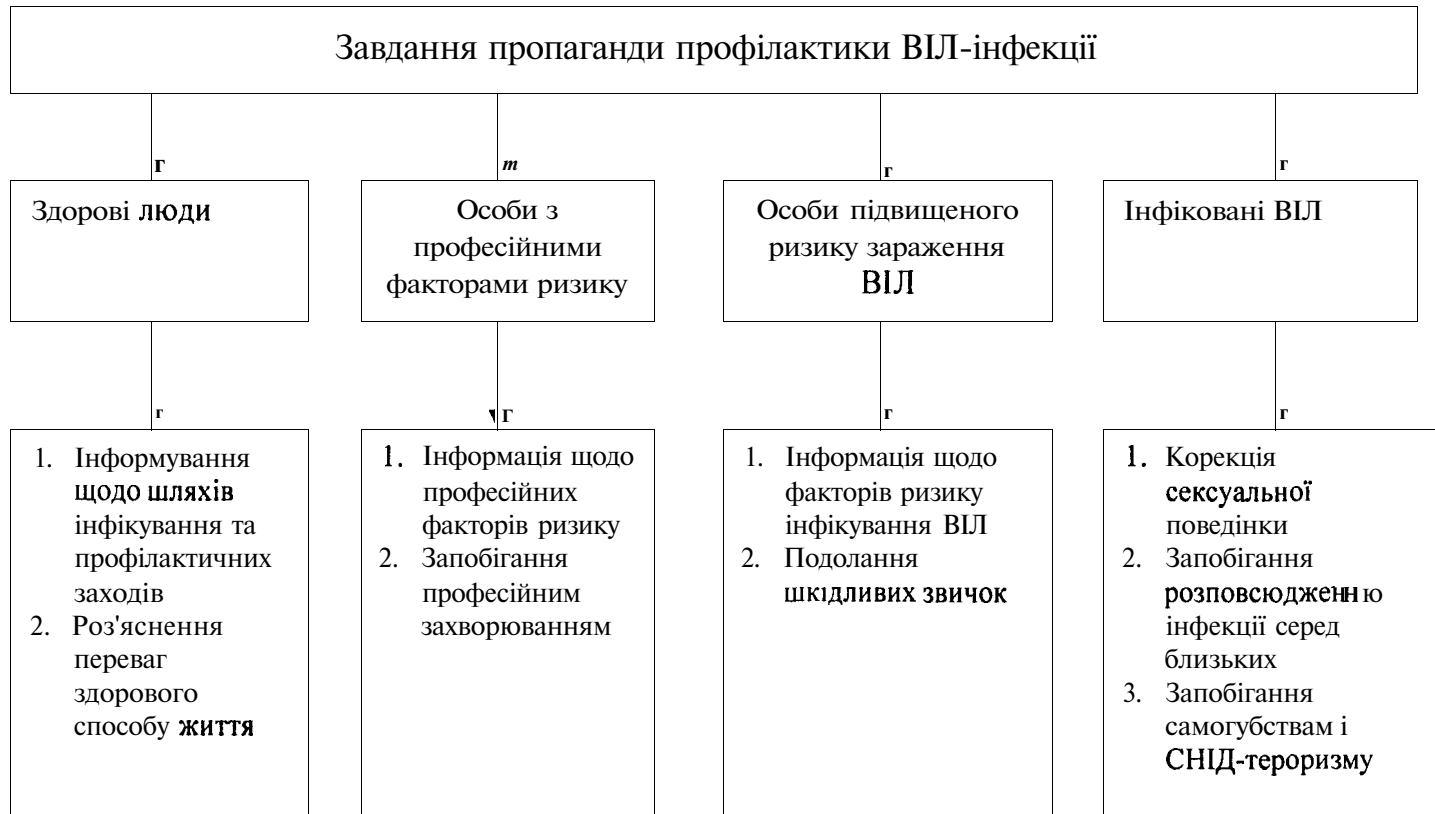 Завдання пропаганди профілактики ВІЛ-інфекції
г
т
г
г
Здорові люди
Особи з
професійними
факторами ризику
Особи підвищеного
ризику зараження
ВІЛ
Інфіковані ВІЛ
г
Г
г
г
1. Інформування
щодо шляхів
інфікування та
профілактичних
заходів
2. Роз'яснення
переваг
здорового
способу життя
1. Інформація щодо
професійних
факторів ризику
2. Запобігання
професійним
захворюванням
1. Інформація щодо
факторів ризику
інфікування ВІЛ
2. Подолання
шкідливих звичок
1. Корекція
сексуальної
поведінки
2. Запобігання
розповсюдженню
інфекції серед
близьких
3. Запобігання
самогубствам і
СНІД-тероризму